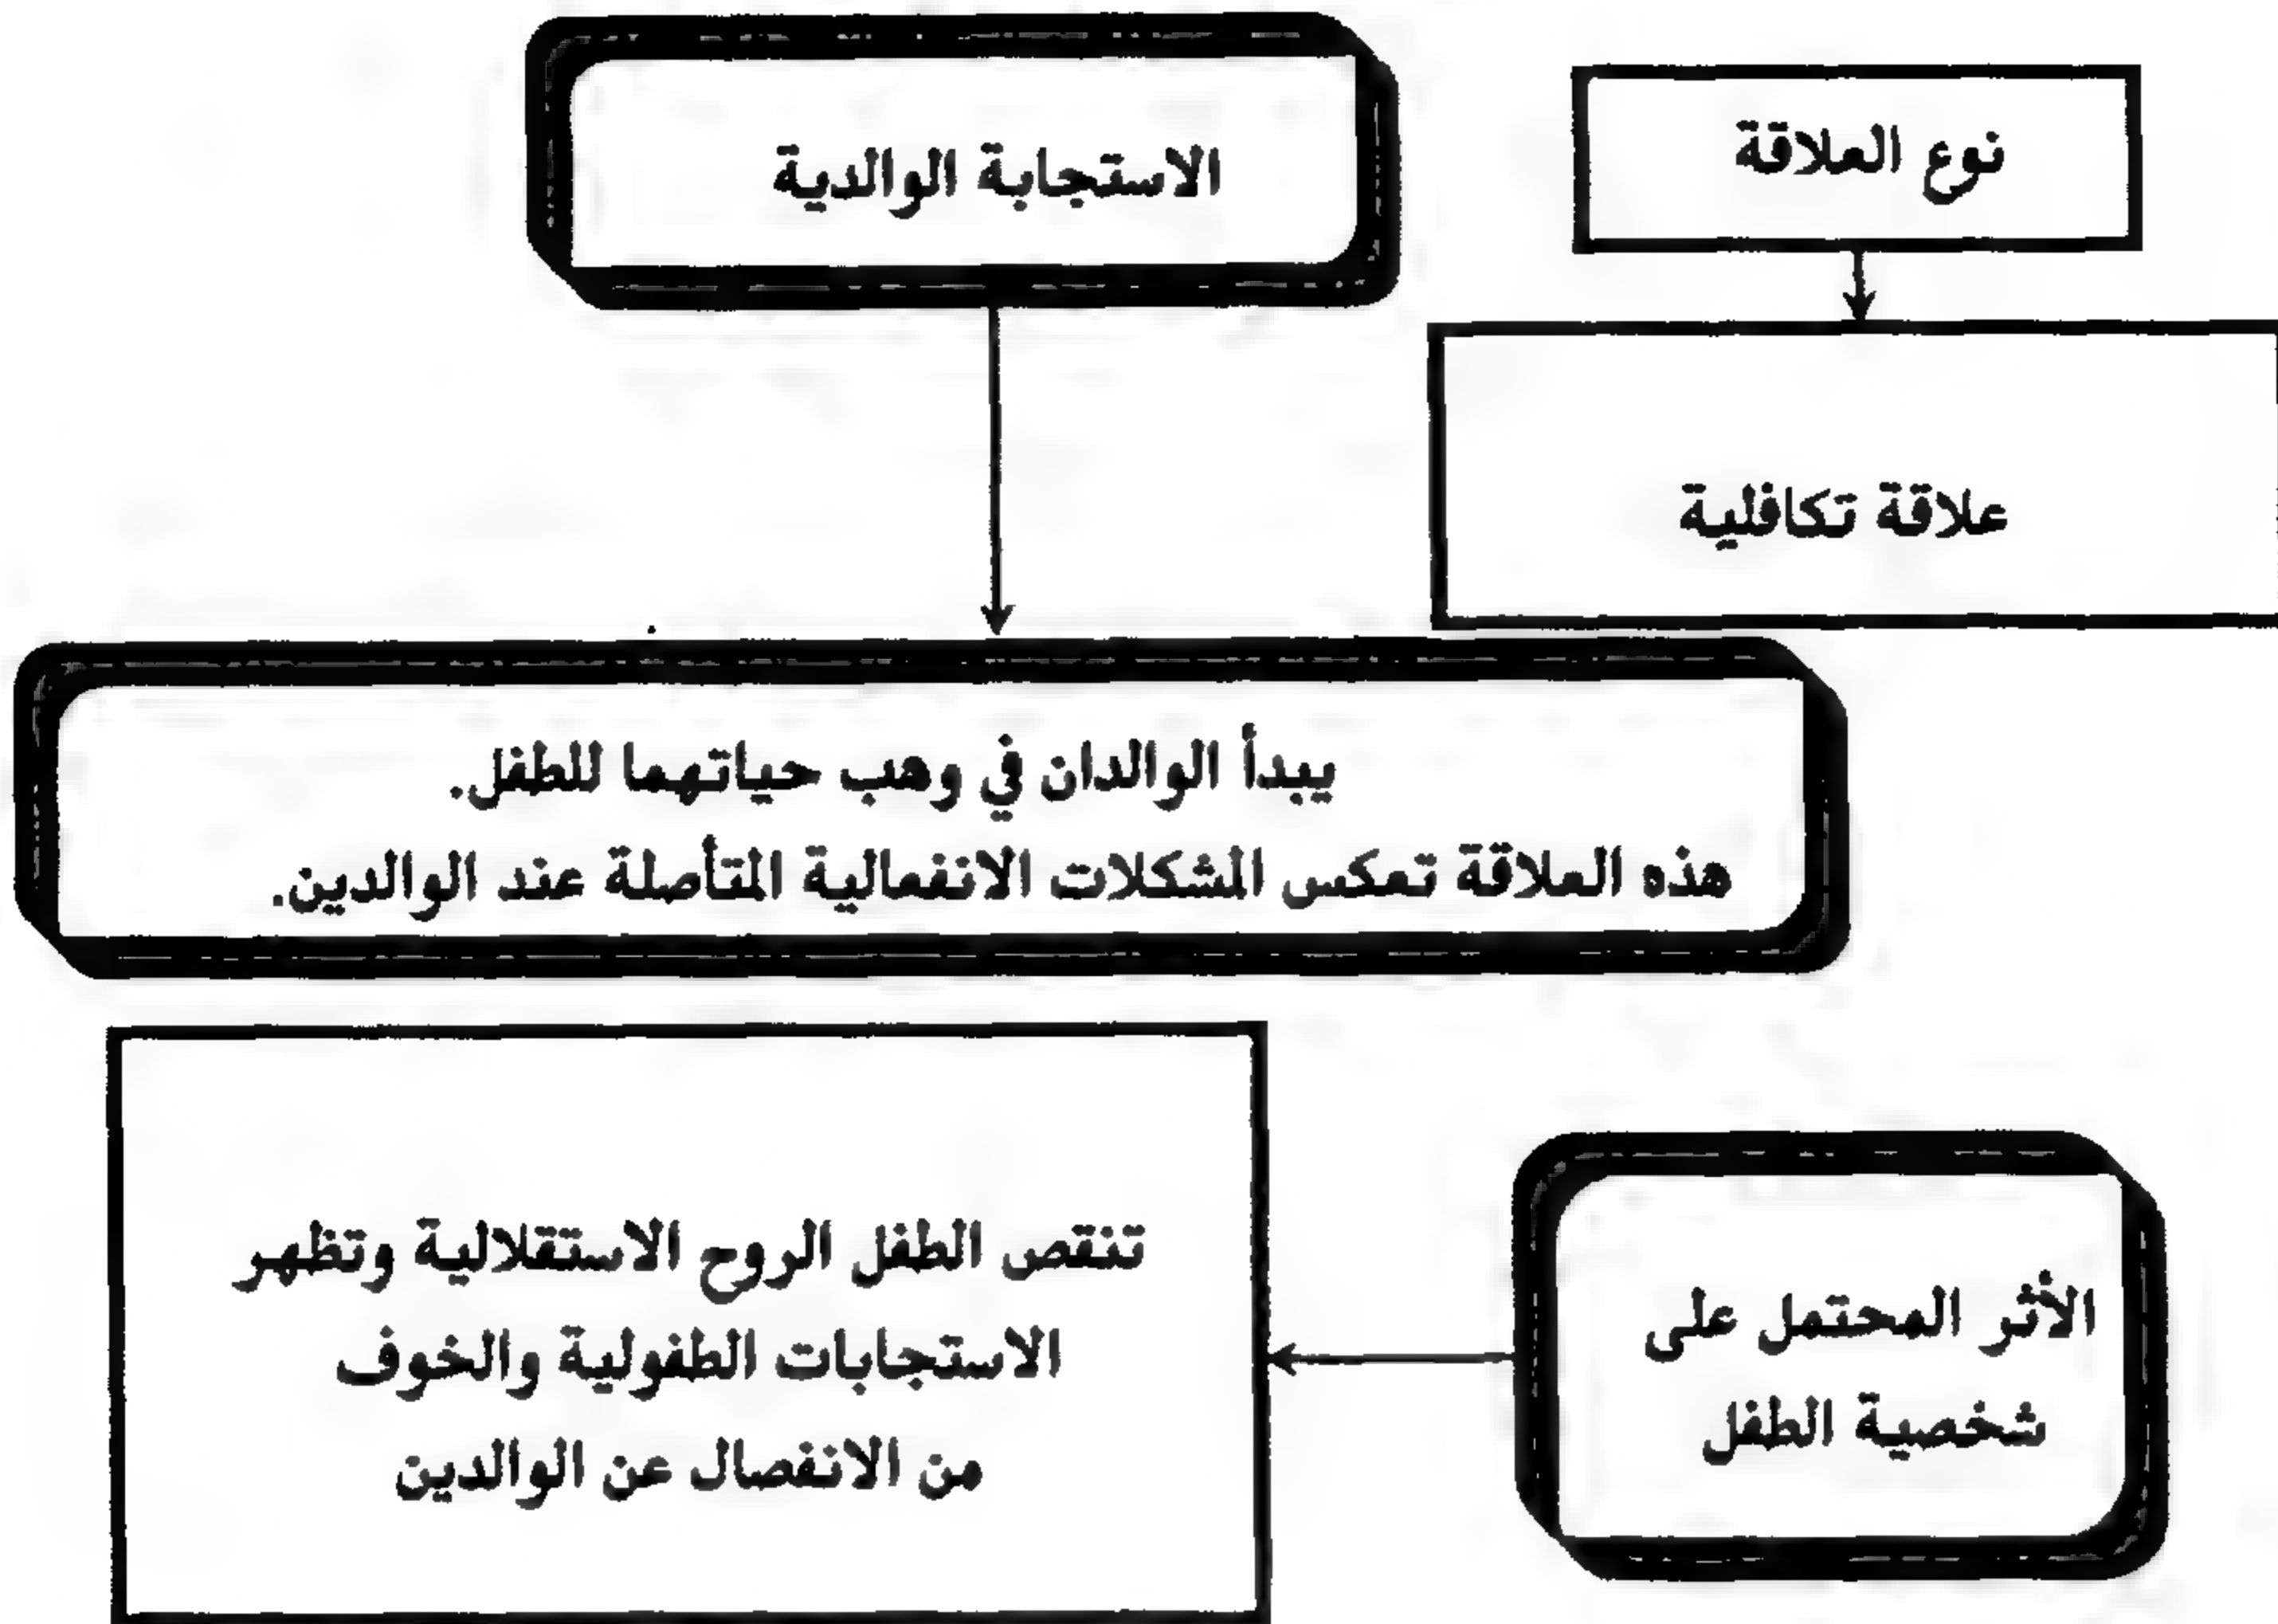 نوع العلاقة
علاقة تكافلية
الاستجابة الوالدية
يبدأ الوالدان في وهب حياتهما للطفل.
هذه العلاقة تعكس المشكلات الانفعالية المتأصلة عند الوالدين.
الأثر المحتمل على
شخصية الطفل
تنقص الطفل الروح الاستقلالية وتظهر
الاستجابات الطفولية والخوف
من الانفصال عن الوالدين